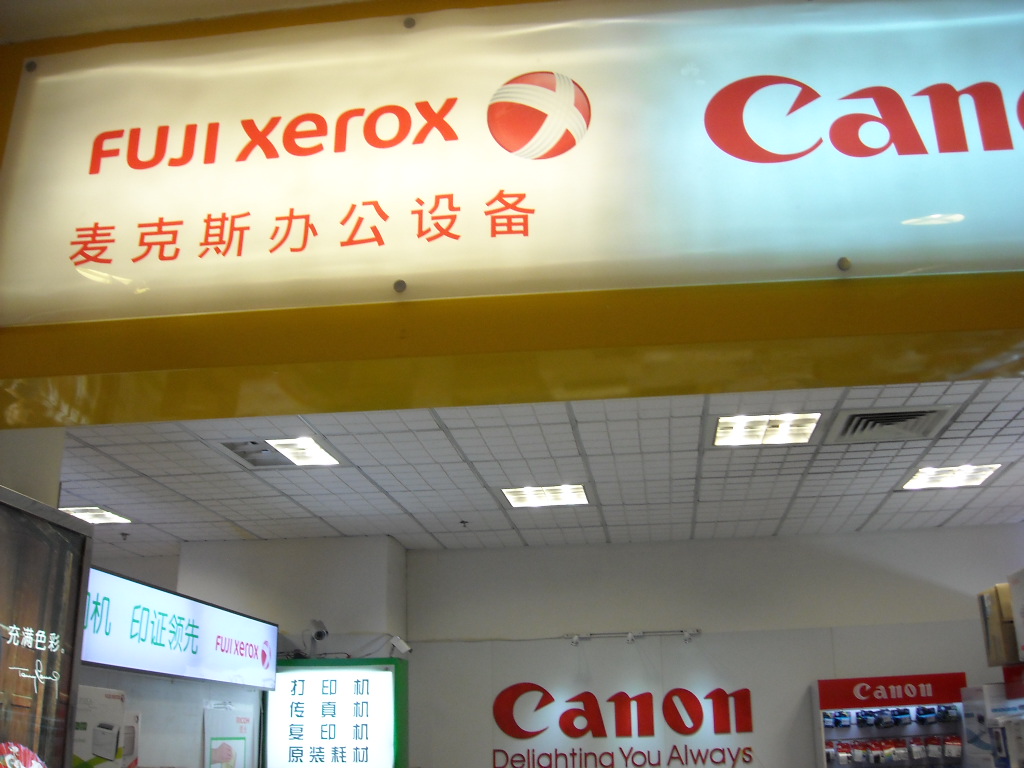 FUJI xerox
麦克斯办公设备
Canon
机 印证领先 FUJI xerox
充满色彩。
打印机
传真机
复印机
原装耗材
Canon
Delighting You Always
Canon